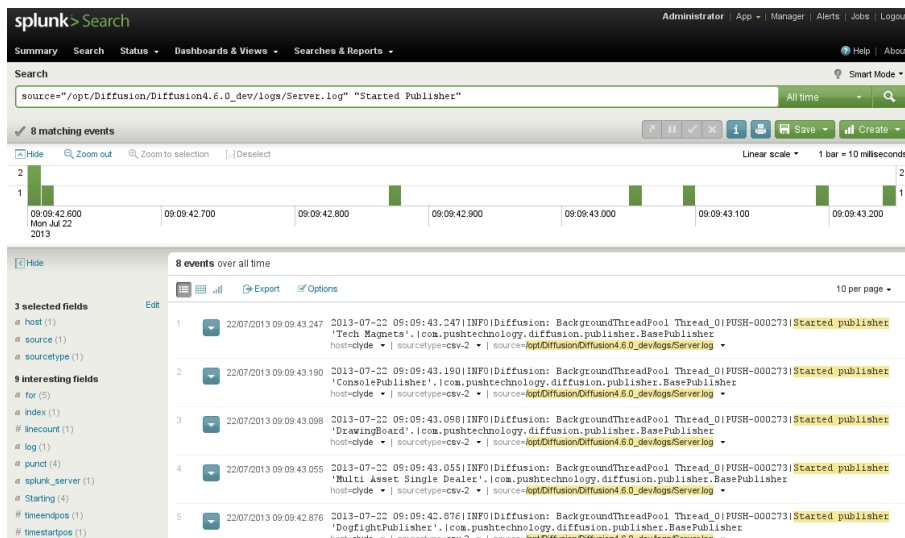 splunk> Search
Administrator | App | Manager | Alerts | Jobs | Logou
Summary Search Status Dashboards & Views Searches & Reports Help | Abou
Search Smart Mode
source="/opt/Diffusion/Diffusion4.6.0_dev/logs/Server.log" "Started Publisher" All time
8 matching events Save Create
Hide Zoom out Zoom to selection [..] Deselect Linear scale 1 bar = 10 milliseconds
2 2
1 1
09:09:42.600 09:09:42.700 09:09:42.800 09:09:42.900 09:09:43.000 09:09:43.100 09:09:43.200
Mon Jul 22
2013
Hide
8 events over all time
Export Options 10 per page
3 selected fields Edit
a host (1)
a source (1)
a sourcetype (1)
9 interesting fields
a for (5)
a index (1)
# linecount (1)
a log (1)
a punct (4)
a splunk_server (1)
a Starting (4)
# timeendpos (1)
# timestartpos (1)
1 22/07/2013 09:09:43.247 2013-07-22 09:09:43.247|INFO|Diffusion: BackgroundThreadPool Thread_0|PUSH-000273|Started publisher
'Tech Magnets'.|com.pushtechnology.diffusion.publisher.BasePublisher
host=clyde | sourcetype=csv-2 | source=/opt/Diffusion/Diffusion4.6.0_dev/logs/Server.log
2 22/07/2013 09:09:43.190 2013-07-22 09:09:43.190|INFO|Diffusion: BackgroundThreadPool Thread_0|PUSH-000273|Started publisher
'ConsolePublisher'.|com.pushtechnology.diffusion.publisher.BasePublisher
host=clyde | sourcetype=csv-2 | source=/opt/Diffusion/Diffusion4.6.0_dev/logs/Server.log
3 22/07/2013 09:09:43.098 2013-07-22 09:09:43.098|INFO|Diffusion: BackgroundThreadPool Thread_0|PUSH-000273|Started publisher
'DrawingBoard'.|com.pushtechnology.diffusion.publisher.BasePublisher
host=clyde | sourcetype=csv-2 | source=/opt/Diffusion/Diffusion4.6.0_dev/logs/Server.log
4 22/07/2013 09:09:43.055 2013-07-22 09:09:43.055|INFO|Diffusion: BackgroundThreadPool Thread_0|PUSH-000273|Started publisher
'Multi Asset Single Dealer'.|com.pushtechnology.diffusion.publisher.BasePublisher
host=clyde | sourcetype=csv-2 | source=/opt/Diffusion/Diffusion4.6.0_dev/logs/Server.log
5 22/07/2013 09:09:42.876 2013-07-22 09:09:42.876|INFO|Diffusion: BackgroundThreadPool Thread_0|PUSH-000273|Started publisher
'DogfightPublisher'.|com.pushtechnology.diffusion.publisher.BasePublisher